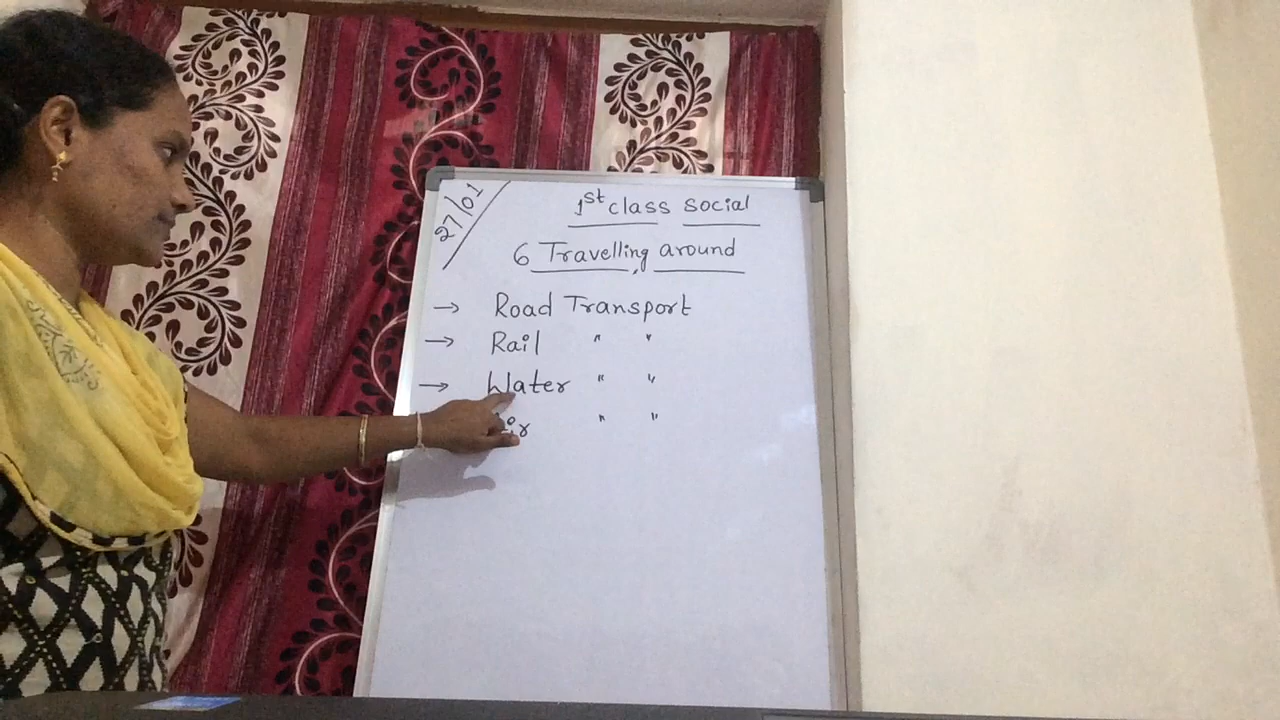 27/01
1st class social
6 Travelling around
→ Road Transport
→ Rail " "
→ Water " "
" "